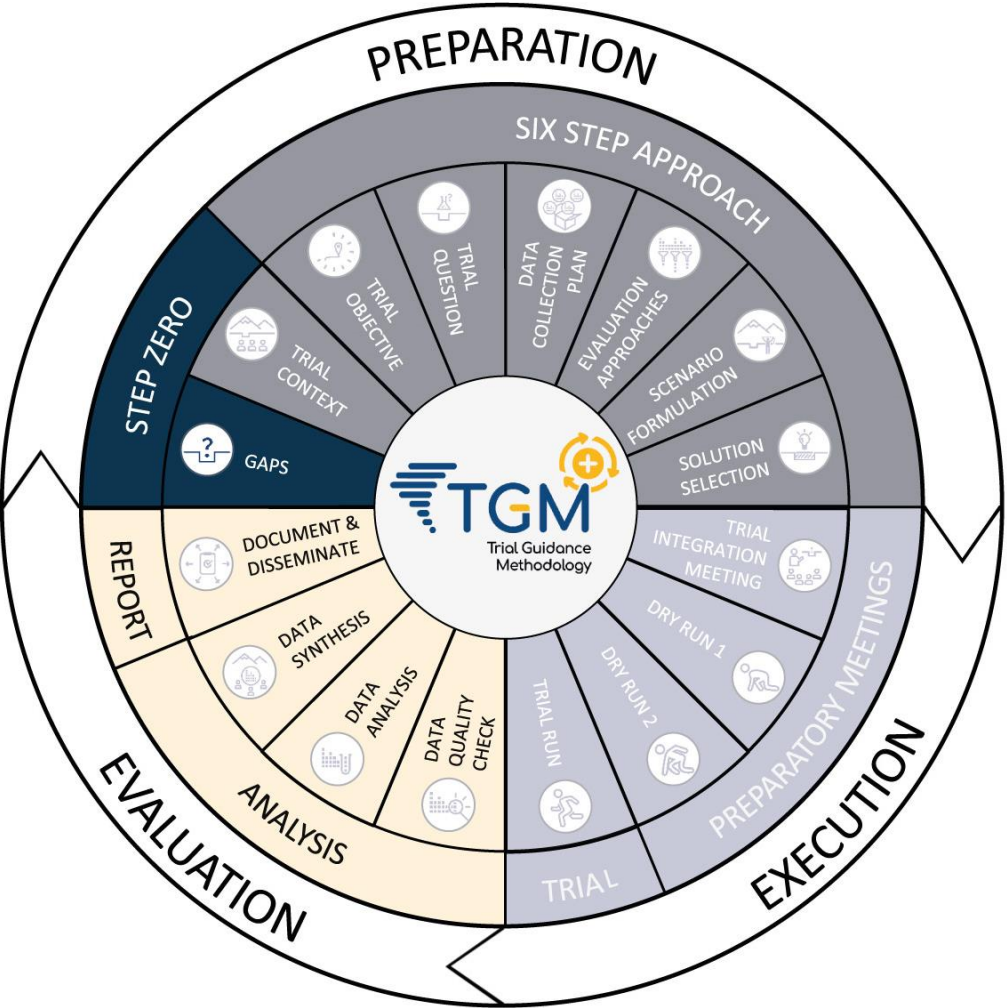 PREPARATION
SIX STEP APPROACH
STEP ZERO
GAPS
TRIAL
CONTEXT
TRIAL
OBJECTIVE
TRIAL
QUESTION
DATA
COLLECTION
PLAN
EVALUATION
APPROACHES
SCENARIO
FORMULATION
SOLUTION
SELECTION
TGM
Trial Guidance
Methodology
TRIAL
INTEGRATION
MEETING
DRY RUN 1
DRY RUN 2
TRIAL RUN
PREPARATORY MEETINGS
TRIAL
EXECUTION
DATA
QUALITY
CHECK
DATA
ANALYSIS
DATA
SYNTHESIS
DOCUMENT &
DISSEMINATE
ANALYSIS
REPORT
EVALUATION